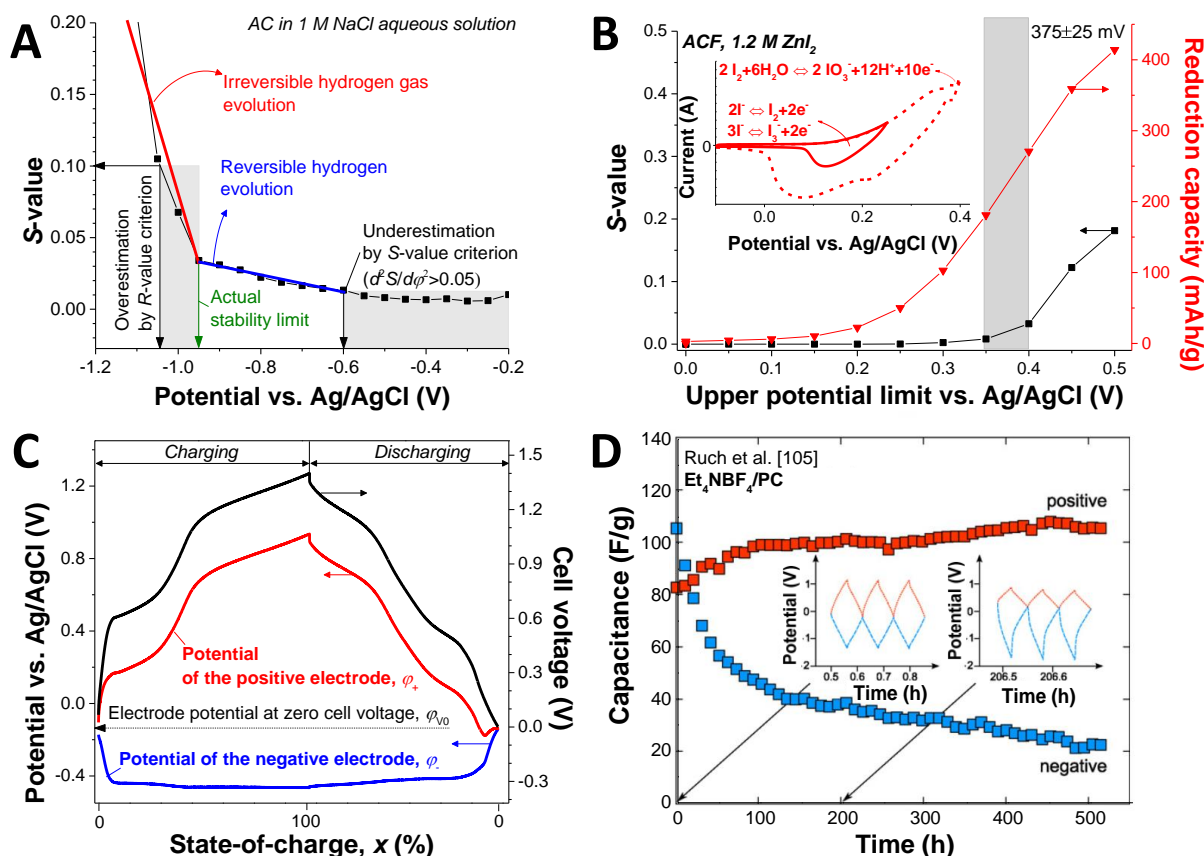 A
AC in 1 M NaCl aqueous solution
Irreversible hydrogen gas
evolution
Reversible hydrogen
evolution
Overestimation
by R-value criterion
Actual
stability limit
Underestimation
by S-value criterion
(d²S/dφ²>0.05)
0.20
0.15
0.10
0.05
0.00
S-value
-1.2
-1.0
-0.8
-0.6
-0.4
-0.2
Potential vs. Ag/AgCl (V)
B
ACF, 1.2 M ZnI₂
375±25 mV
2 I₂+6H₂O ⇔ 2 IO₃⁻+12H⁺+10e⁻
2I⁻ ⇔ I₂+2e⁻
3I⁻ ⇔ I₃⁻+2e⁻
Current (A)
0
0.0
0.2
0.4
Potential vs. Ag/AgCl (V)
0.5
0.4
0.3
0.2
0.1
0.0
S-value
400
300
200
100
0
Reduction capacity (mAh/g)
0.0
0.1
0.2
0.3
0.4
0.5
Upper potential limit vs. Ag/AgCl (V)
C
Charging
Discharging
Potential
of the positive electrode, φ₊
Electrode potential at zero cell voltage, φV0
Potential of the negative electrode, φ₋
1.2
0.8
0.4
0.0
-0.4
Potential vs. Ag/AgCl (V)
1.5
1.2
0.9
0.6
0.3
0.0
-0.3
Cell voltage (V)
0
100
0
State-of-charge, x (%)
D
Ruch et al. [105]
Et₄NBF₄/PC
positive
negative
Potential (V)
2
1
0
-1
-2
0.5
0.6
0.7
0.8
Time (h)
Potential (V)
2
1
0
-1
-2
206.5
206.6
Time (h)
140
120
100
80
60
40
20
0
Capacitance (F/g)
0
100
200
300
400
500
Time (h)